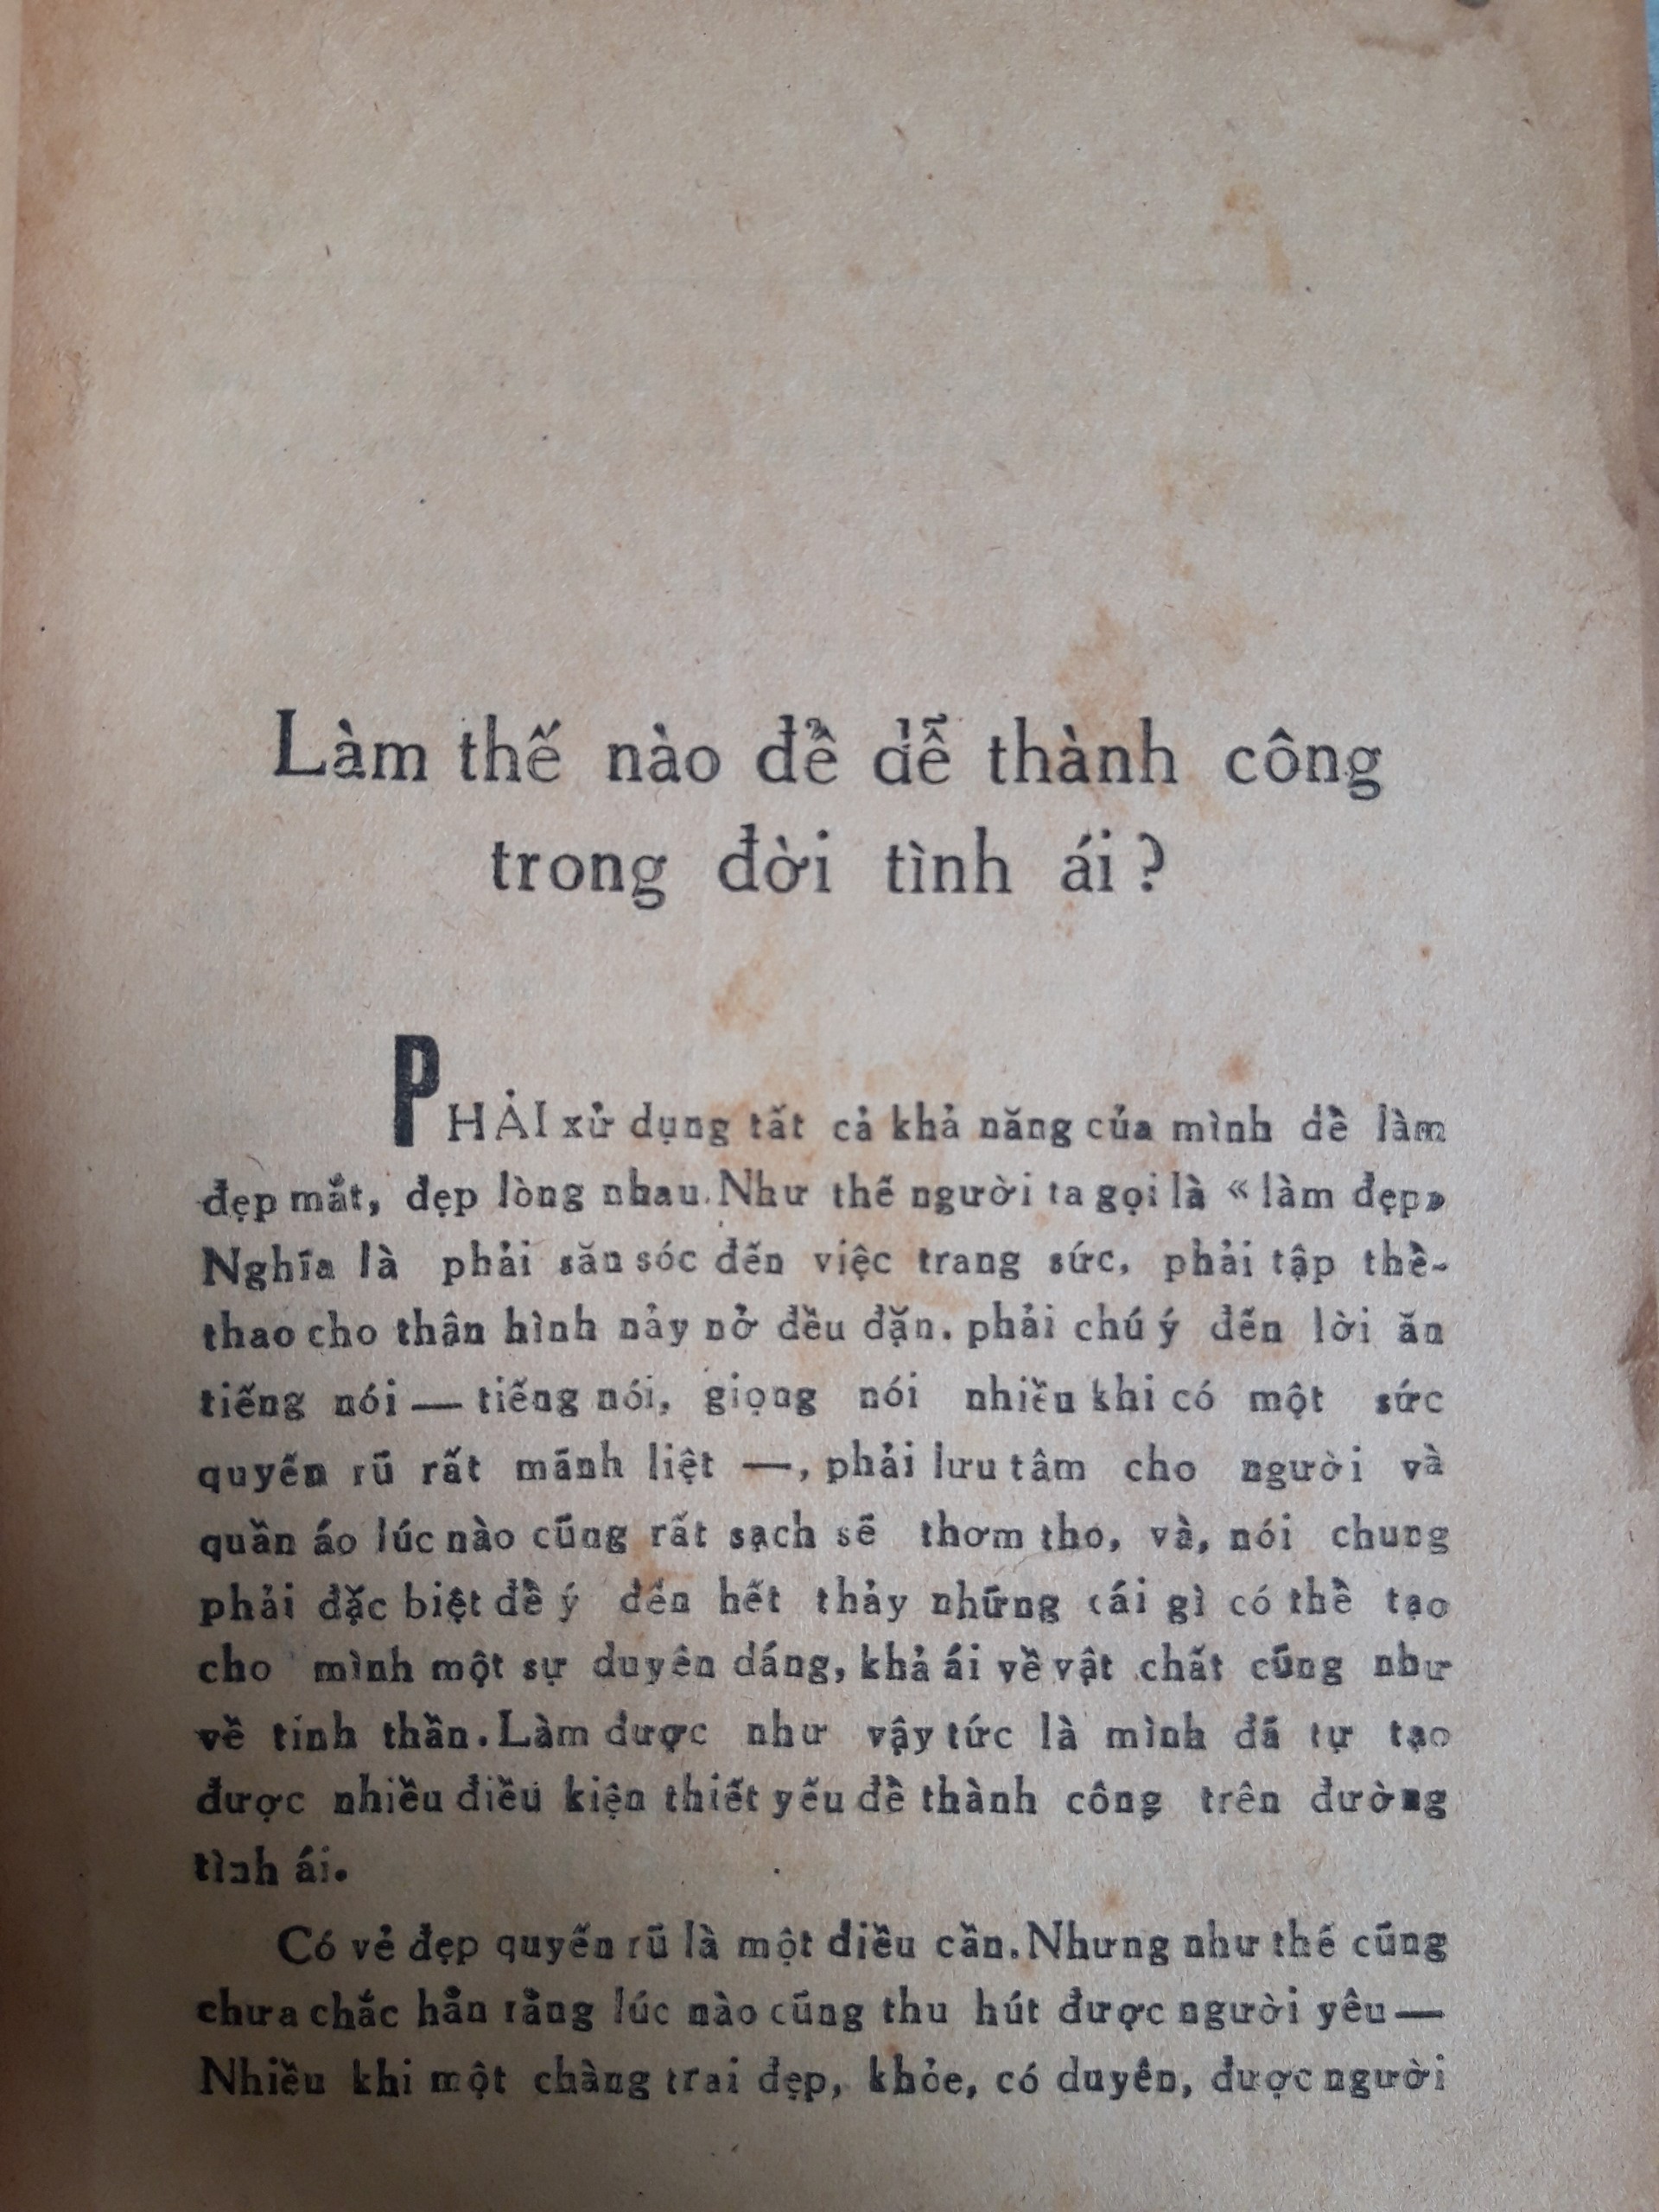 Làm thế nào để dễ thành công
trong đời tình ái ?
PHẢI xử dụng tất cả khả năng của mình dể làm
đẹp mắt, đẹp lòng nhau. Như thế người ta gọi là « làm đẹp»
Nghĩa là phải săn sóc đến việc trang sức, phải tập thể-
thao cho thân hình nảy nở đều đặn. phải chú ý đến lời ăn
tiếng nói — tiếng nói, giọng nói nhiều khi có một sức
quyến rũ rất mãnh liệt —, phải lưu tâm cho người và
quần áo lúc nào cũng rất sạch sẽ thơm tho, và, nói chung
phải đặc biệt để ý đến hết thảy những cái gì có thể tạo
cho mình một sự duyên dáng, khả ái về vật chất cũng như
về tinh thần. Làm được như vậy tức là mình đã tự tạo
được nhiều điều kiện thiết yếu để thành công trên đường
tình ái.
Có vẻ đẹp quyến rũ là một điều cần. Nhưng như thế cũng
chưa chắc hẳn rằng lúc nào cũng thu hút được người yêu —
Nhiều khi một chàng trai đẹp, khỏe, có duyên, được người